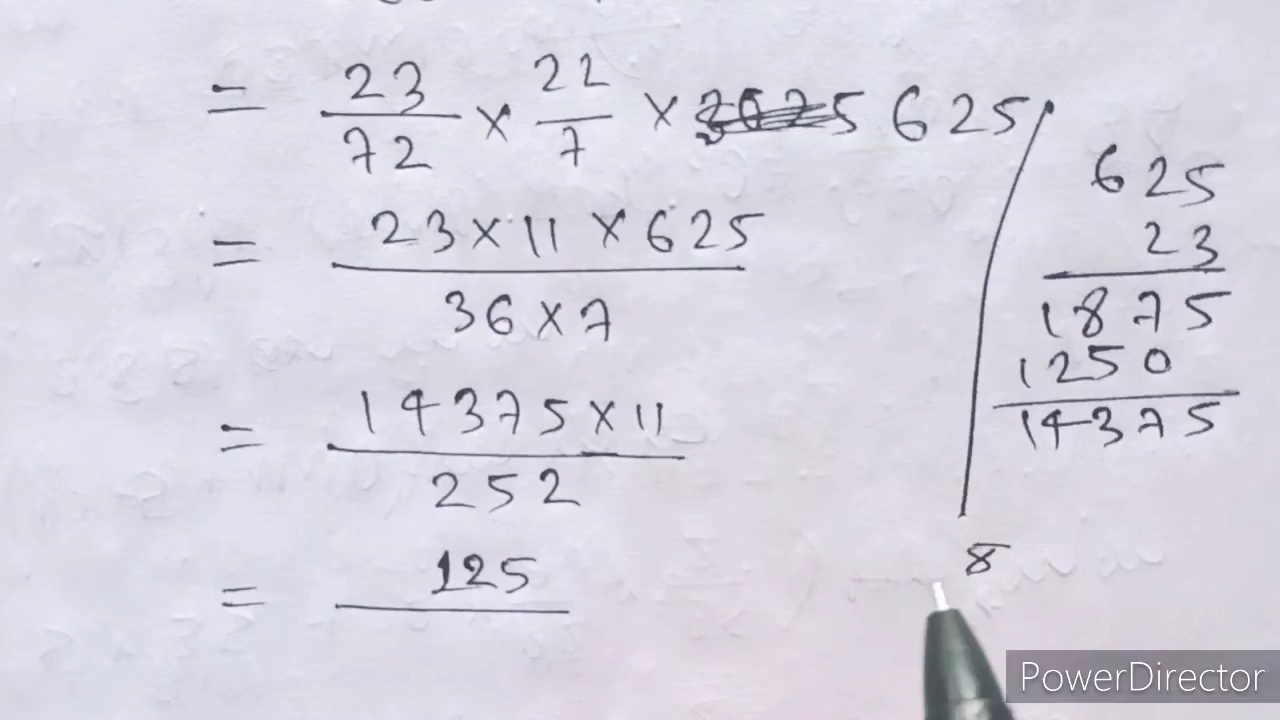 = 23/72 × 22/7 × 625
= 23 × 11 × 625 / 36 × 7
= 14375 × 11 / 252
= 125
625
23
1875
1250
14375
8
PowerDirector